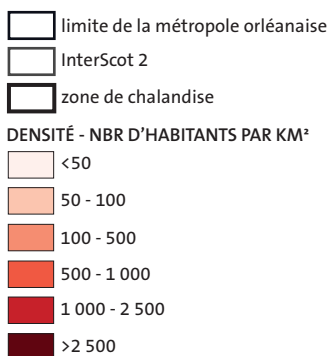 limite de la métropole orléanaise
InterScot 2
zone de chalandise
DENSITÉ - NBR D’HABITANTS PAR KM²
<50
50 - 100
100 - 500
500 - 1 000
1 000 - 2 500
>2 500